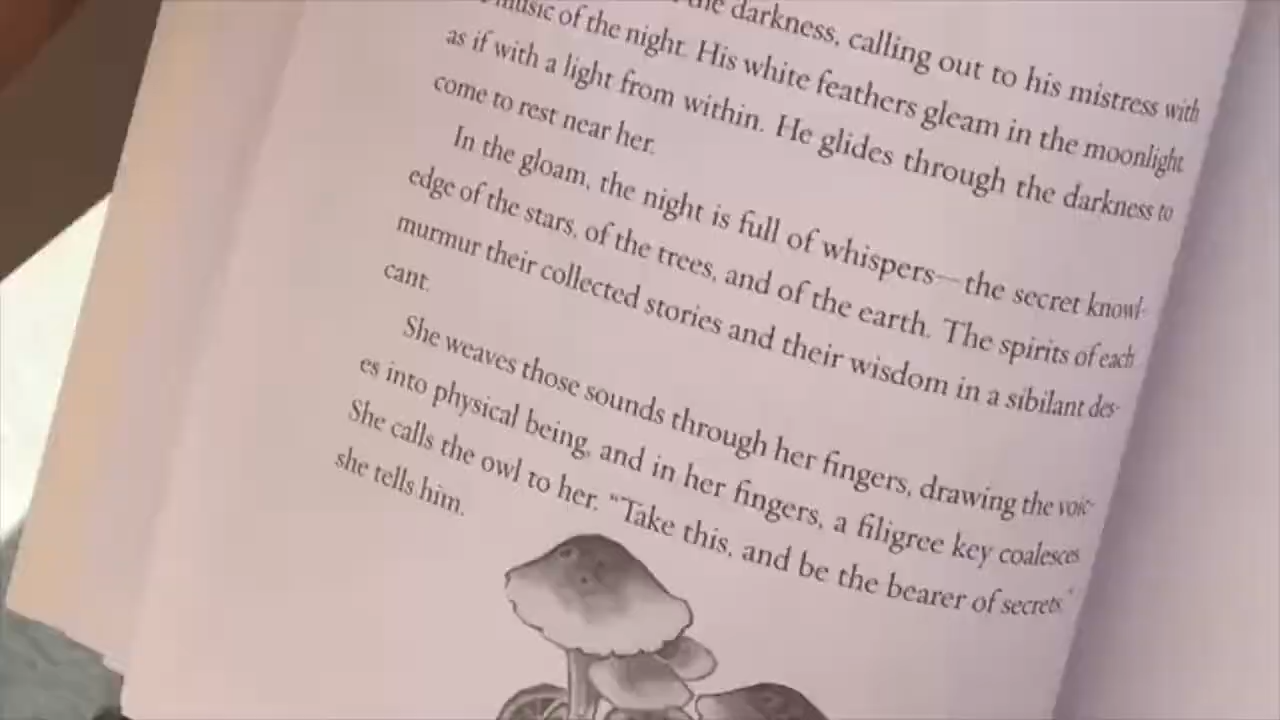 the darkness, calling out to his mistress with
music of the night. His white feathers gleam in the moonlight
as if with a light from within. He glides through the darkness to
come to rest near her.
In the gloam, the night is full of whispers—the secret knowl-
edge of the stars, of the trees, and of the earth. The spirits of each
murmur their collected stories and their wisdom in a sibilant des-
cant.
She weaves those sounds through her fingers, drawing the voic-
es into physical being, and in her fingers, a filigree key coalesces.
She calls the owl to her. “Take this, and be the bearer of secrets.”
she tells him.